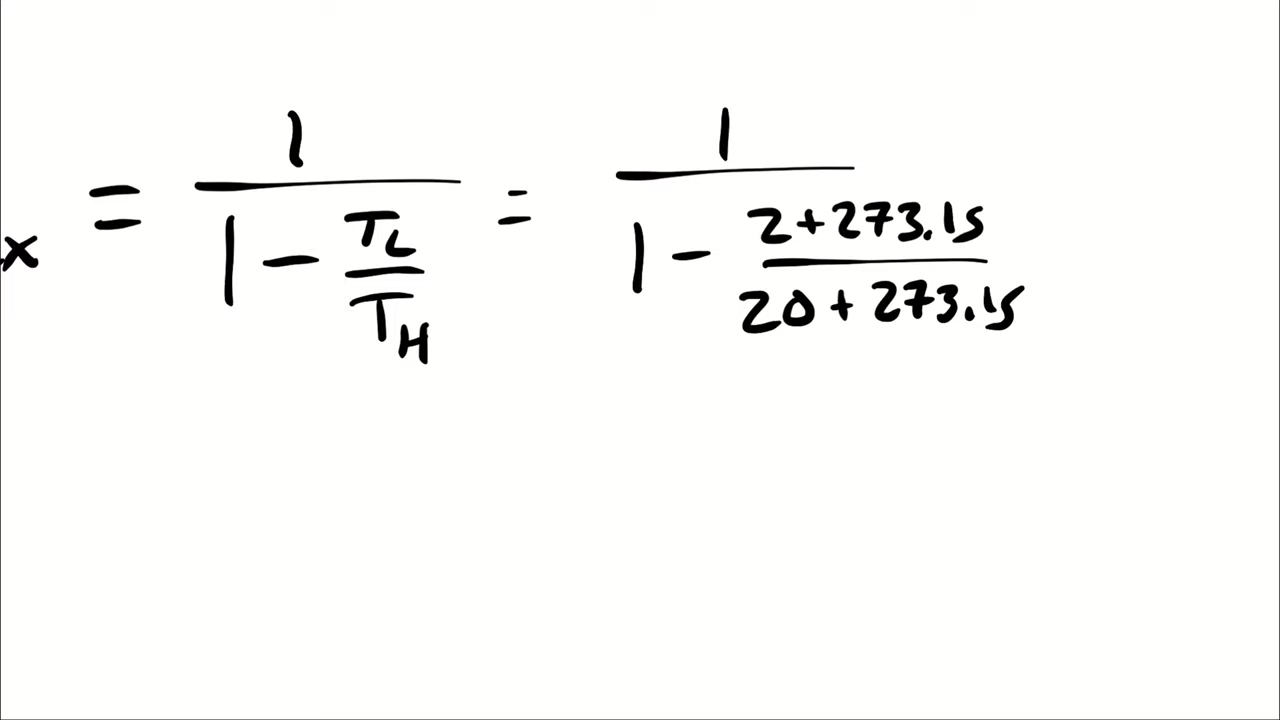 x = 1 / (1 - T_L / T_H) = 1 / (1 - (2+273.15) / (20+273.15))